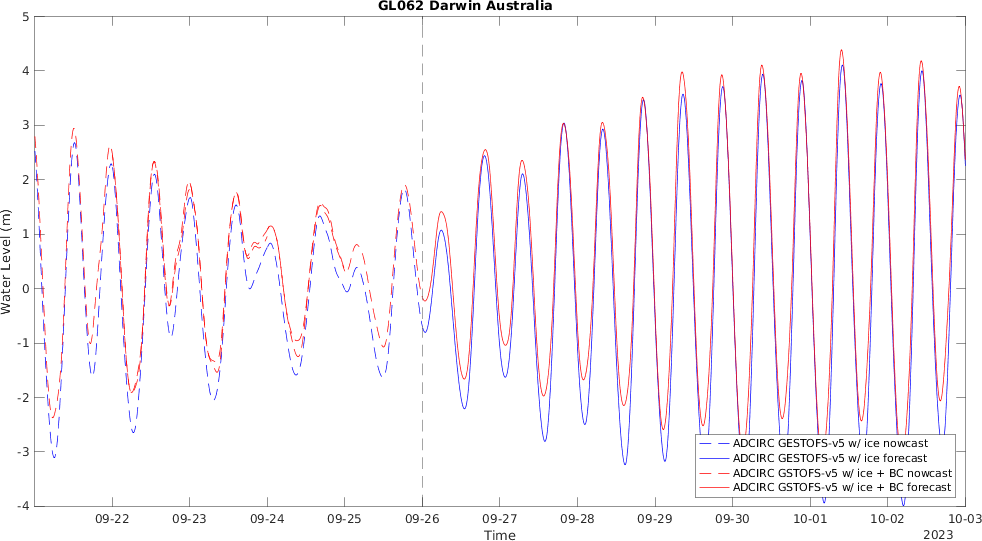 GL062 Darwin Australia
5
4
3
2
1
0
-1
-2
-3
-4
Water Level (m)
ADCIRC GESTOFS-v5 w/ ice nowcast
ADCIRC GESTOFS-v5 w/ ice forecast
ADCIRC GSTOFS-v5 w/ ice + BC nowcast
ADCIRC GSTOFS-v5 w/ ice + BC forecast
09-22 09-23 09-24 09-25 09-26 09-27 09-28 09-29 09-30 10-01 10-02 10-03
Time
2023